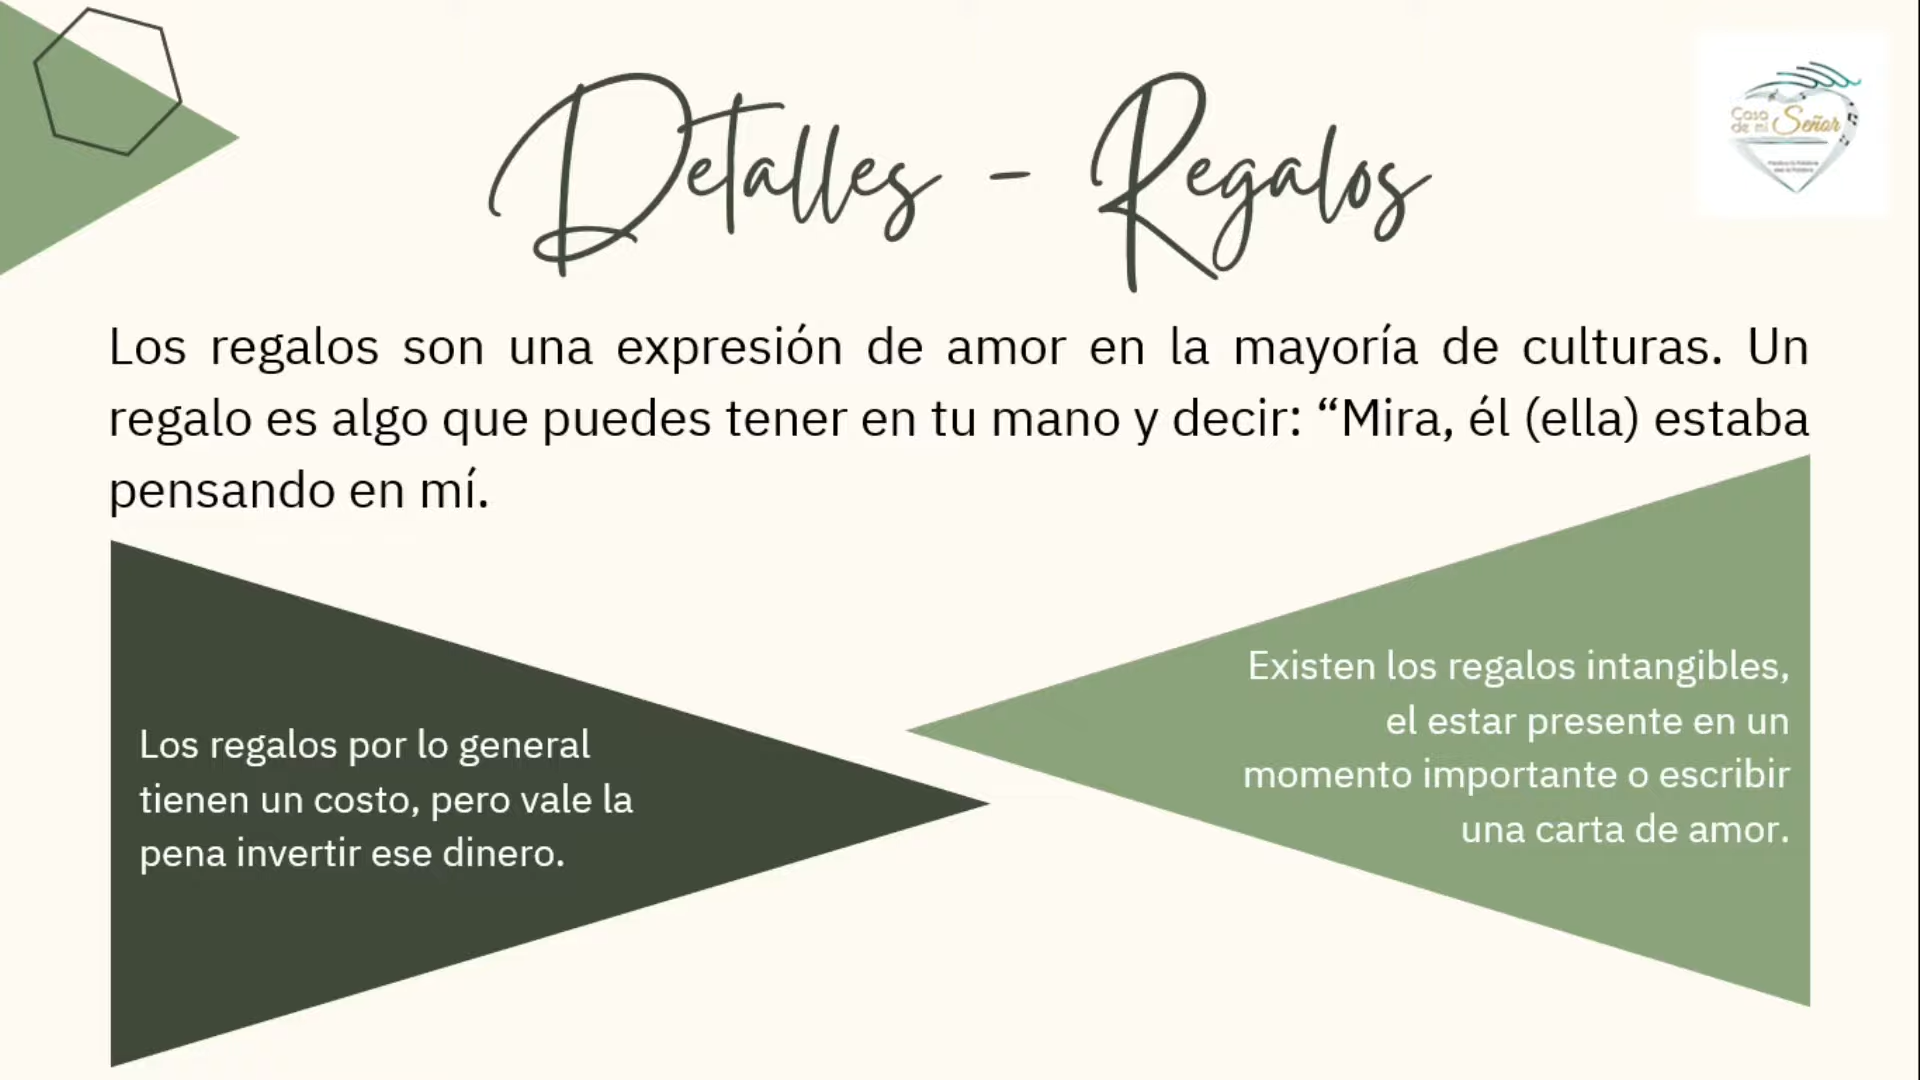 Detalles - Regalos
Casa
de mi Señor
Los regalos son una expresión de amor en la mayoría de culturas. Un
regalo es algo que puedes tener en tu mano y decir: “Mira, él (ella) estaba
pensando en mí.
Los regalos por lo general
tienen un costo, pero vale la
pena invertir ese dinero.
Existen los regalos intangibles,
el estar presente en un
momento importante o escribir
una carta de amor.